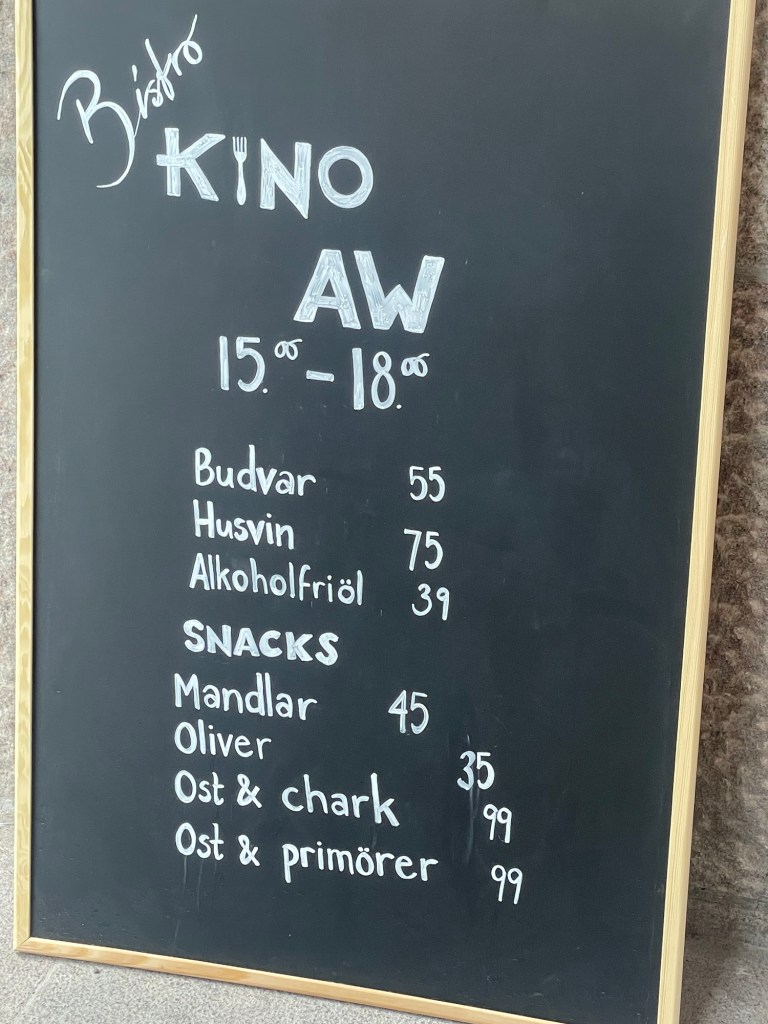 Bistro
KINO
AW
15.00 - 18.00
Budvar 55
Husvin 75
Alkoholfriöl 39
SNACKS
Mandlar 45
Oliver 35
Ost & chark 99
Ost & primörer 99